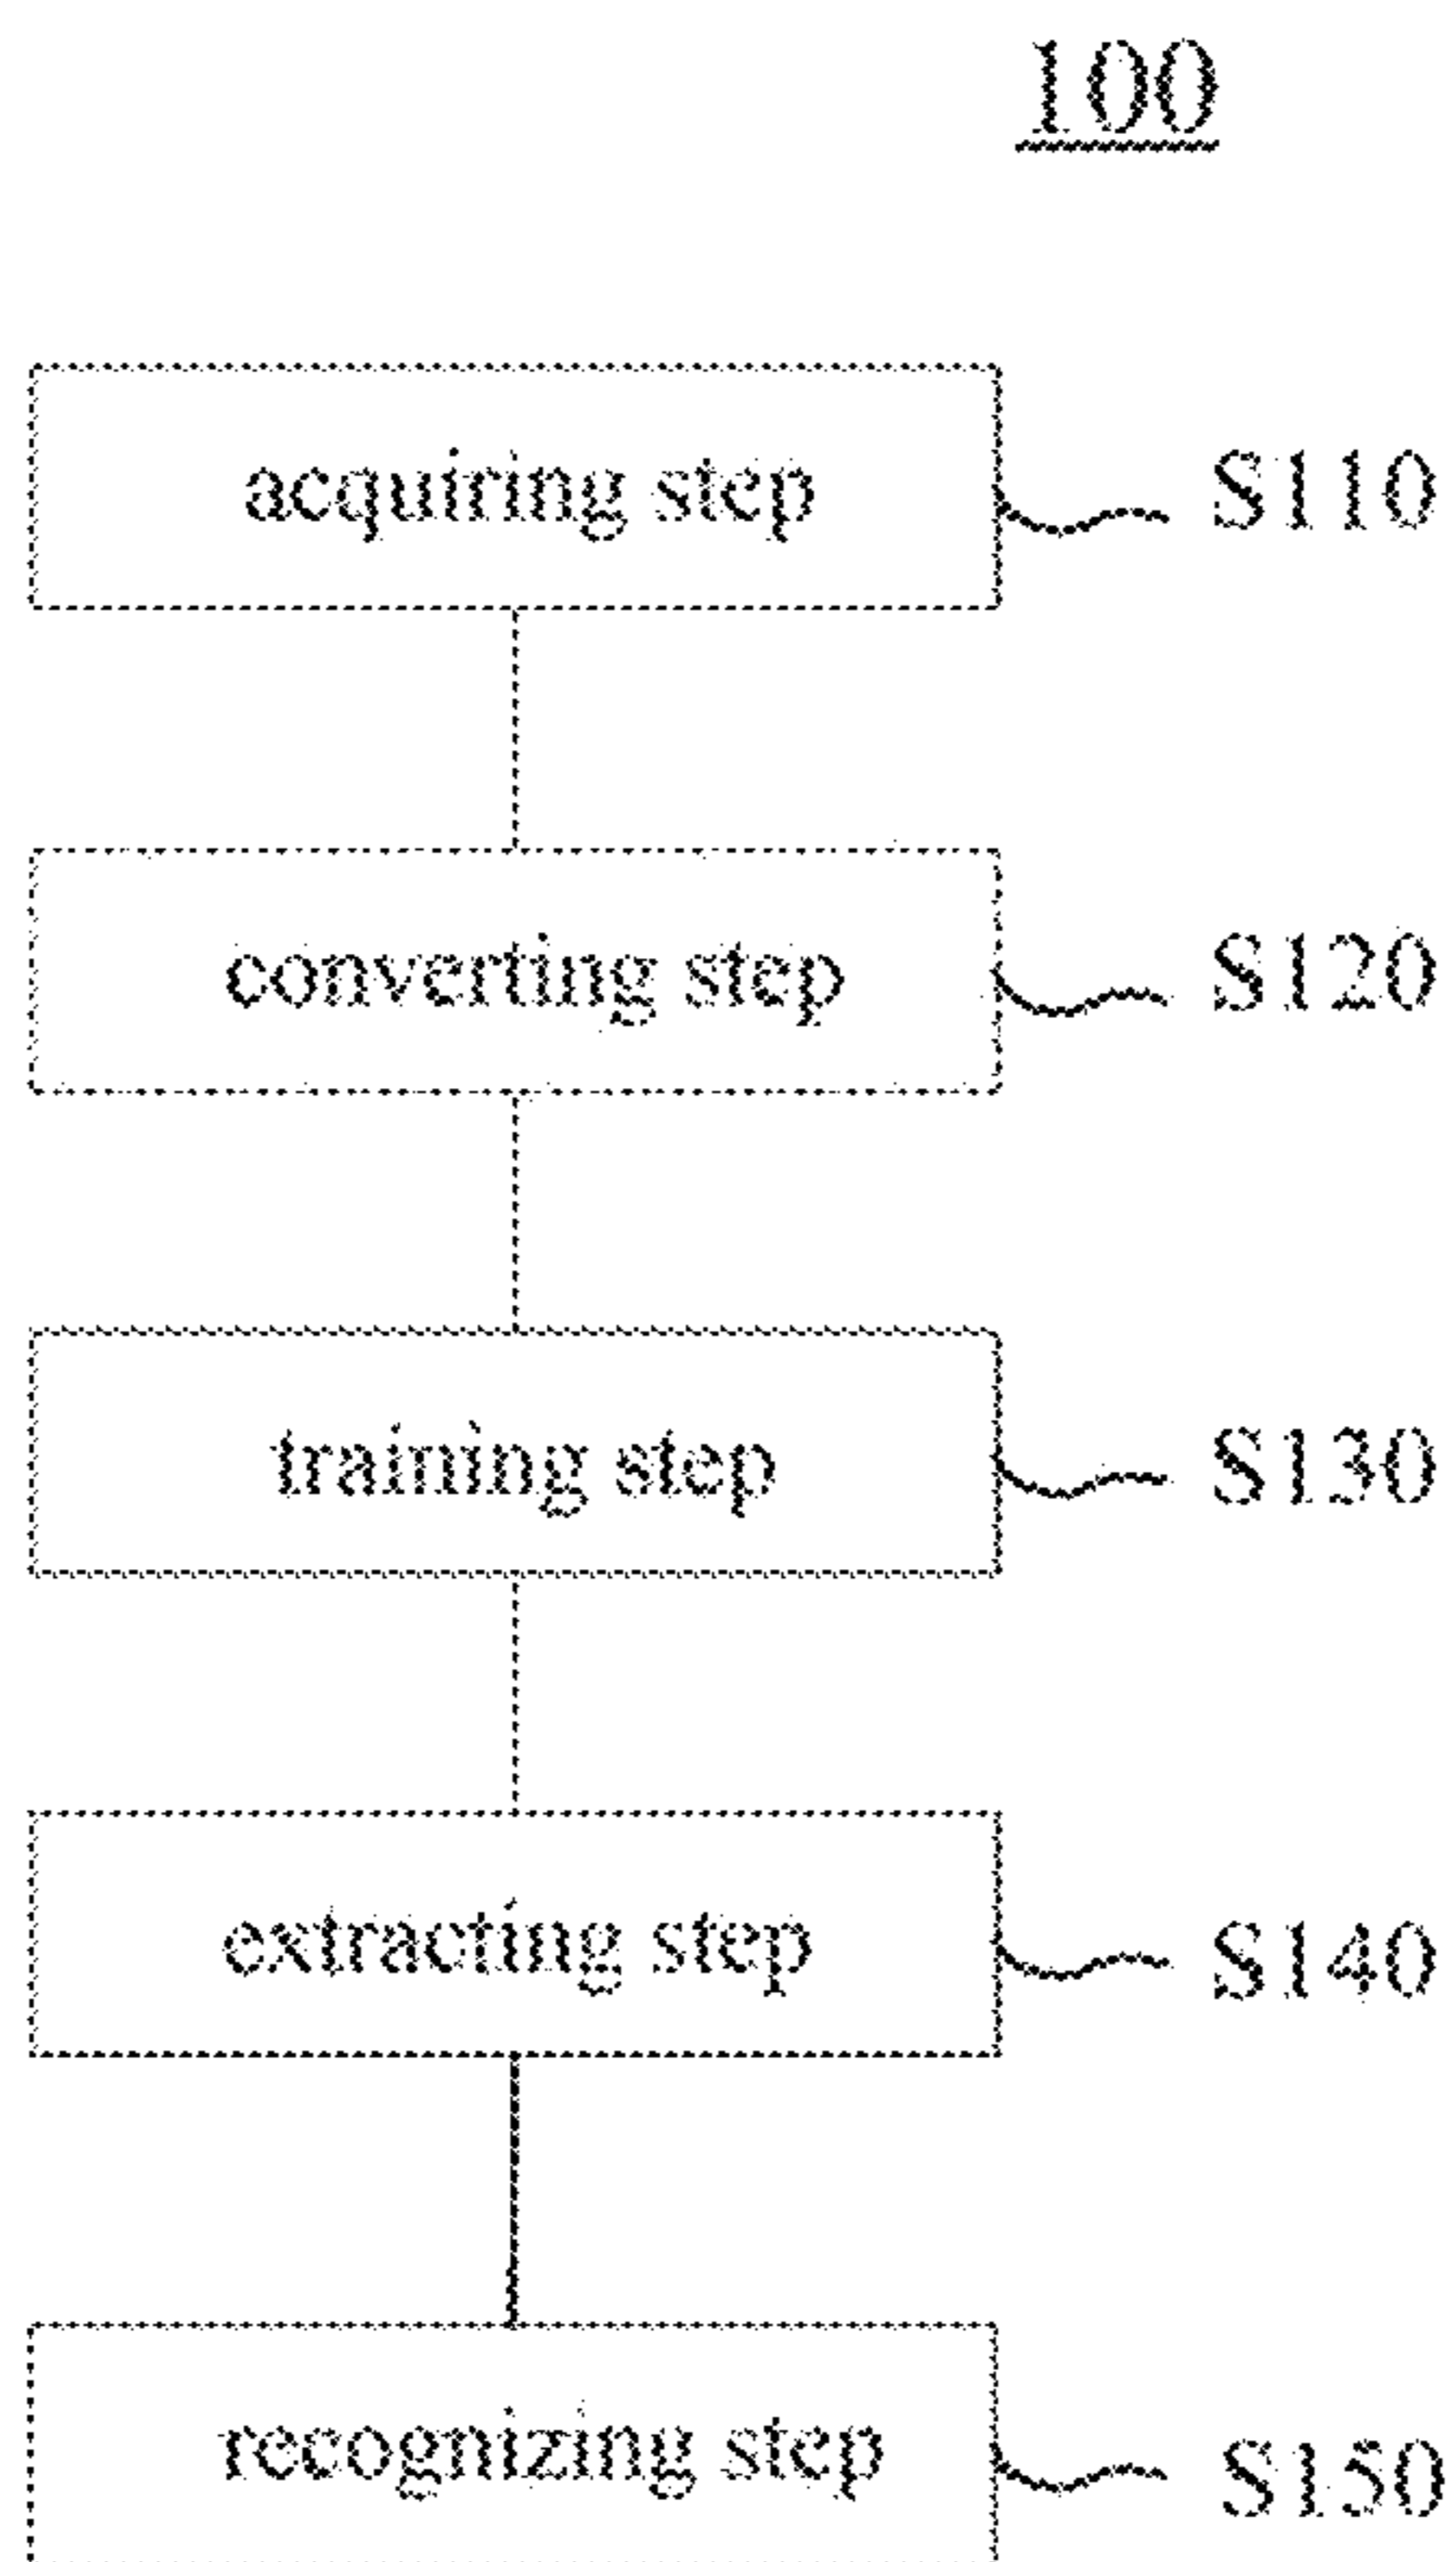 100
acquiring step S110
converting step S120
training step S130
extracting step S140
recognizing step S150